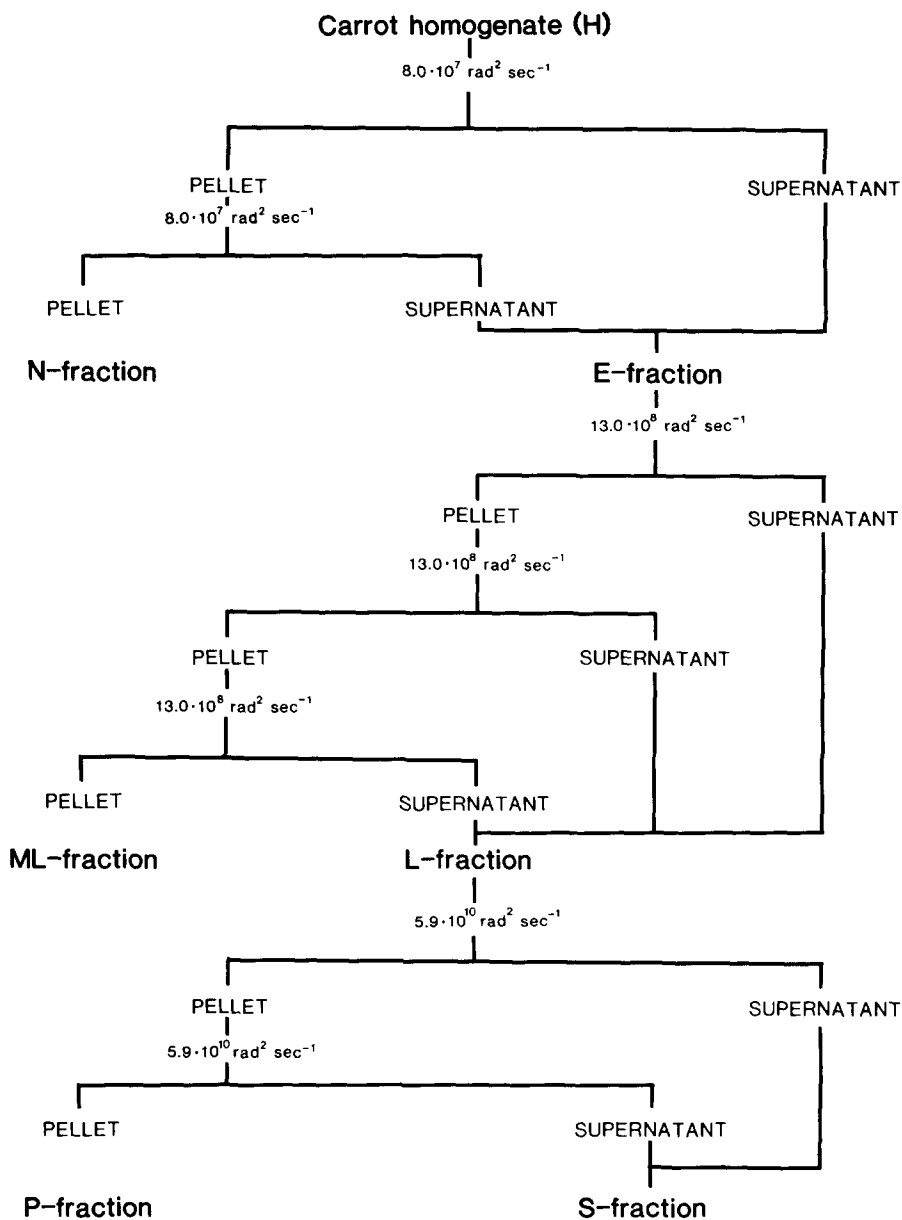 Carrot homogenate (H)
8.0·10⁷ rad² sec⁻¹
PELLET
SUPERNATANT
8.0·10⁷ rad² sec⁻¹
PELLET
SUPERNATANT
N-fraction
E-fraction
13.0·10⁸ rad² sec⁻¹
PELLET
SUPERNATANT
13.0·10⁸ rad² sec⁻¹
PELLET
SUPERNATANT
13.0·10⁸ rad² sec⁻¹
PELLET
SUPERNATANT
ML-fraction
L-fraction
5.9·10¹⁰ rad² sec⁻¹
PELLET
SUPERNATANT
5.9·10¹⁰ rad² sec⁻¹
PELLET
SUPERNATANT
P-fraction
S-fraction